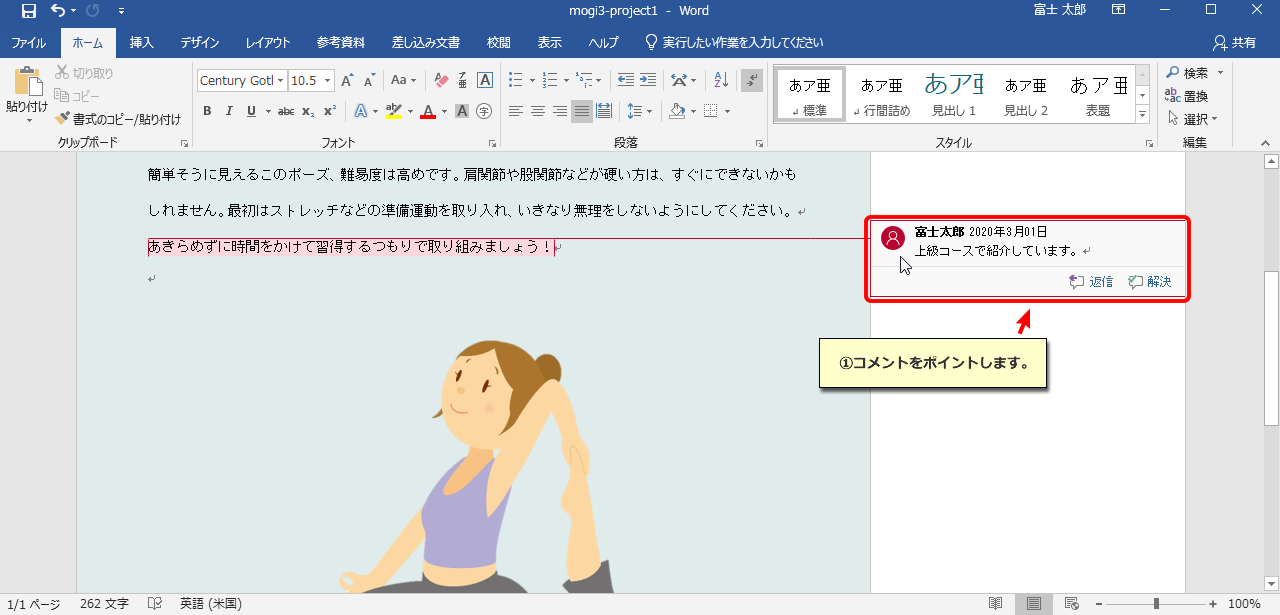 mogi3-project1 - Word
富士 太郎
ファイル ホーム 挿入 デザイン レイアウト 参考資料 差し込み文書 校閲 表示 ヘルプ 実行したい作業を入力してください 共有
貼り付け
切り取り
コピー
書式のコピー/貼り付け
クリップボード
Century Gotl 10.5
フォント
段落
あア亜 あア亜 あア亜 あア亜 あア亜
標準 行間詰め 見出し 1 見出し 2 表題
スタイル
検索
置換
選択
編集
簡単そうに見えるこのポーズ、難易度は高めです。肩関節や股関節などが硬い方は、すぐにできないかも
しれません。最初はストレッチなどの準備運動を取り入れ、いきなり無理をしないようにしてください。
あきらめずに時間をかけて習得するつもりで取り組みましょう！
富士太郎 2020年3月01日
上級コースで紹介しています。
返信 解決
①コメントをポイントします。
1/1 ページ 262 文字 英語 (米国) 100%